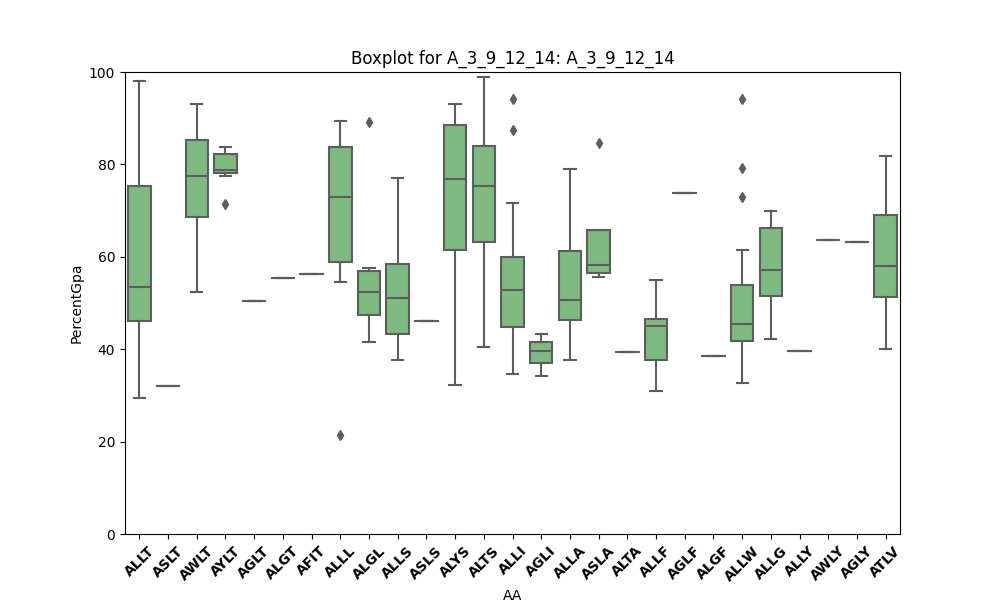 Boxplot for A_3_9_12_14: A_3_9_12_14
100
80
60
40
20
0
PercentGpa
ALLT ASLT AWLT AYLT AGLT ALGT AFIT ALLL ALGL ALLS ASLS ALYS ALTS ALLI AGLI ALLA ASLA ALTA ALLF AGLF ALGF ALLW ALLG ALLY AWLY AGLY ATLV
AA